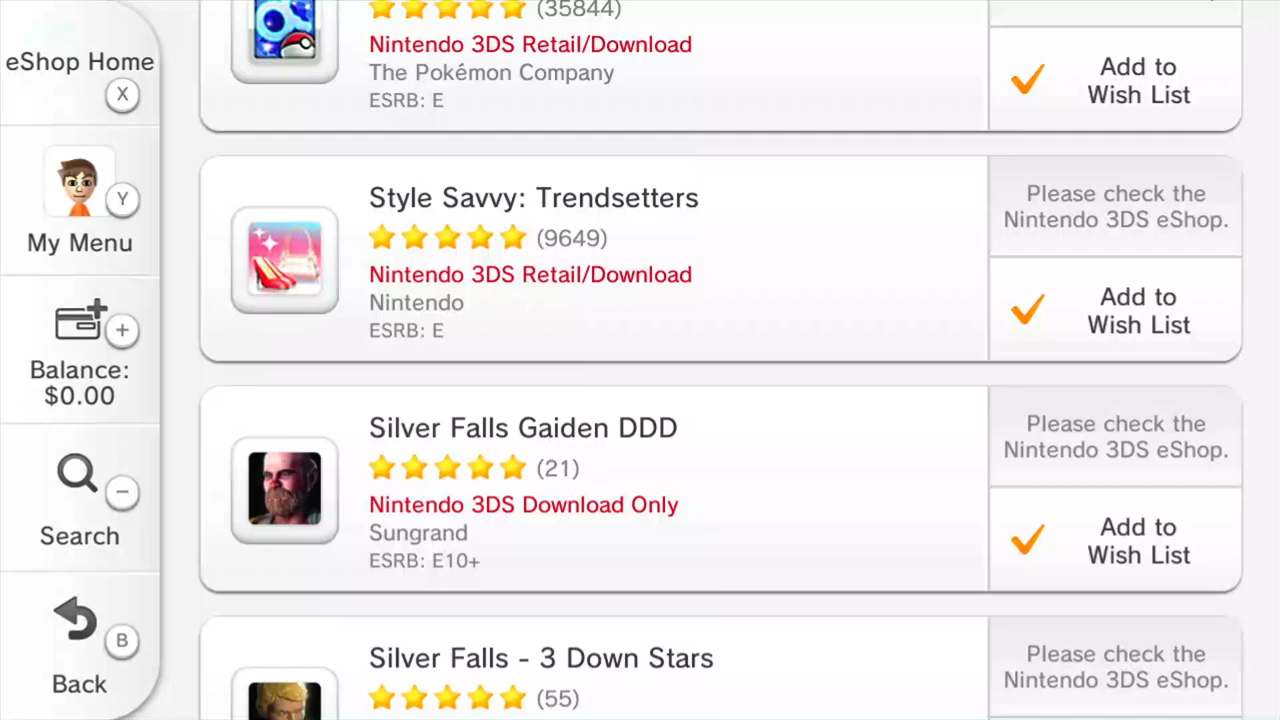 eShop Home
X
Y
My Menu
+
Balance:
$0.00
Search
−
Back
B
(35844)
Nintendo 3DS Retail/Download
The Pokémon Company
ESRB: E
Add to
Wish List
Style Savvy: Trendsetters
(9649)
Nintendo 3DS Retail/Download
Nintendo
ESRB: E
Please check the
Nintendo 3DS eShop.
Add to
Wish List
Silver Falls Gaiden DDD
(21)
Nintendo 3DS Download Only
Sungrand
ESRB: E10+
Please check the
Nintendo 3DS eShop.
Add to
Wish List
Silver Falls - 3 Down Stars
(55)
Please check the
Nintendo 3DS eShop.